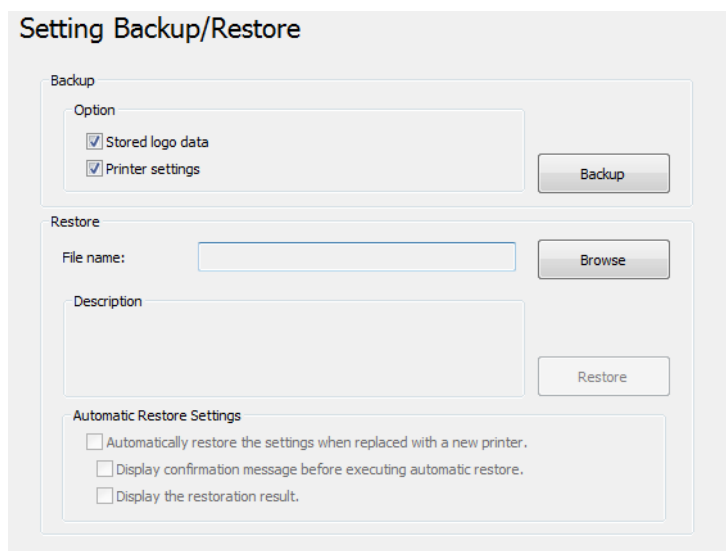 Setting Backup/Restore
Backup
Option
Stored logo data
Printer settings
Backup
Restore
File name:
Browse
Description
Restore
Automatic Restore Settings
Automatically restore the settings when replaced with a new printer.
Display confirmation message before executing automatic restore.
Display the restoration result.